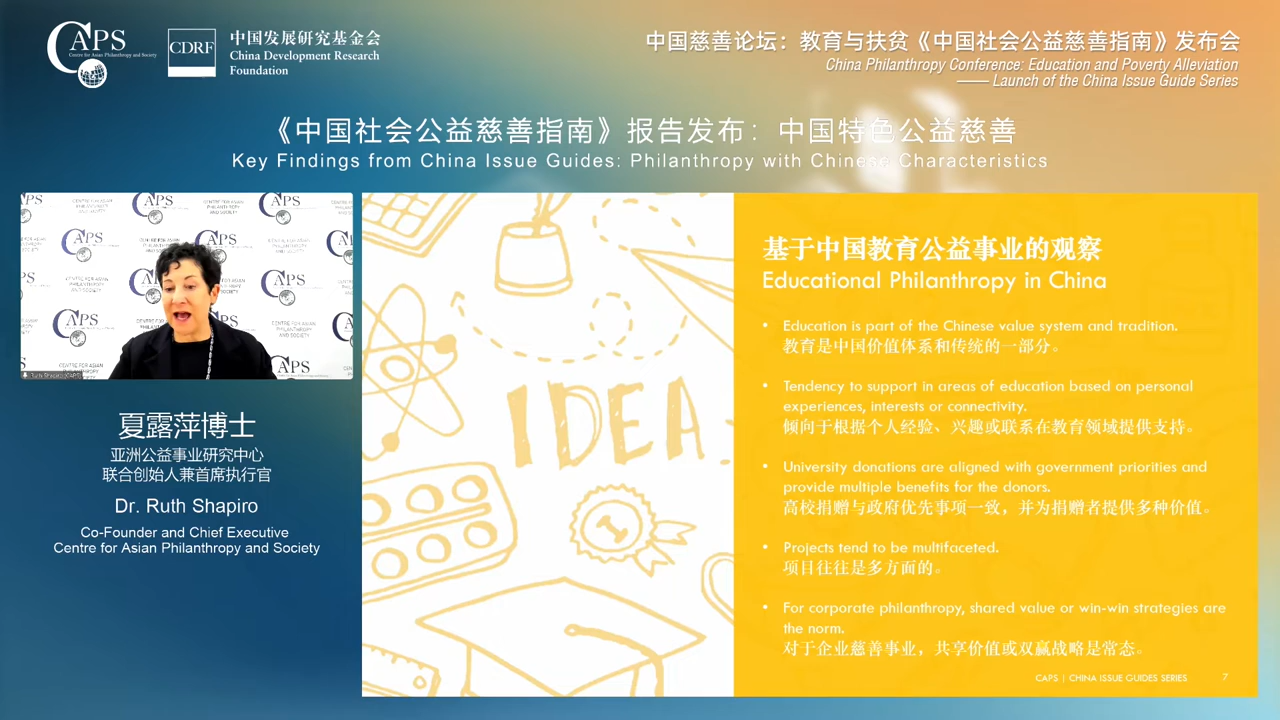 CAPS
Centre for Asian Philanthropy and Society
CDRF
中国发展研究基金会
China Development Research
Foundation
中国慈善论坛：教育与扶贫《中国社会公益慈善指南》发布会
China Philanthropy Conference: Education and Poverty Alleviation
—— Launch of the China Issue Guide Series
《中国社会公益慈善指南》报告发布：中国特色公益慈善
Key Findings from China Issue Guides: Philanthropy with Chinese Characteristics
CAPS
CENTRE FOR ASIAN
PHILANTHROPY
AND SOCIETY
Ruth Shapiro (CAPS)
夏露萍博士
亚洲公益事业研究中心
联合创始人兼首席执行官
Dr. Ruth Shapiro
Co-Founder and Chief Executive
Centre for Asian Philanthropy and Society
IDEA
基于中国教育公益事业的观察
Educational Philanthropy in China
• Education is part of the Chinese value system and tradition.
教育是中国价值体系和传统的一部分。
• Tendency to support in areas of education based on personal
experiences, interests or connectivity.
倾向于根据个人经验、兴趣或联系在教育领域提供支持。
• University donations are aligned with government priorities and
provide multiple benefits for the donors.
高校捐赠与政府优先事项一致，并为捐赠者提供多种价值。
• Projects tend to be multifaceted.
项目往往是多方面的。
• For corporate philanthropy, shared value or win-win strategies are
the norm.
对于企业慈善事业，共享价值或双赢战略是常态。
CAPS | CHINA ISSUE GUIDES SERIES
7